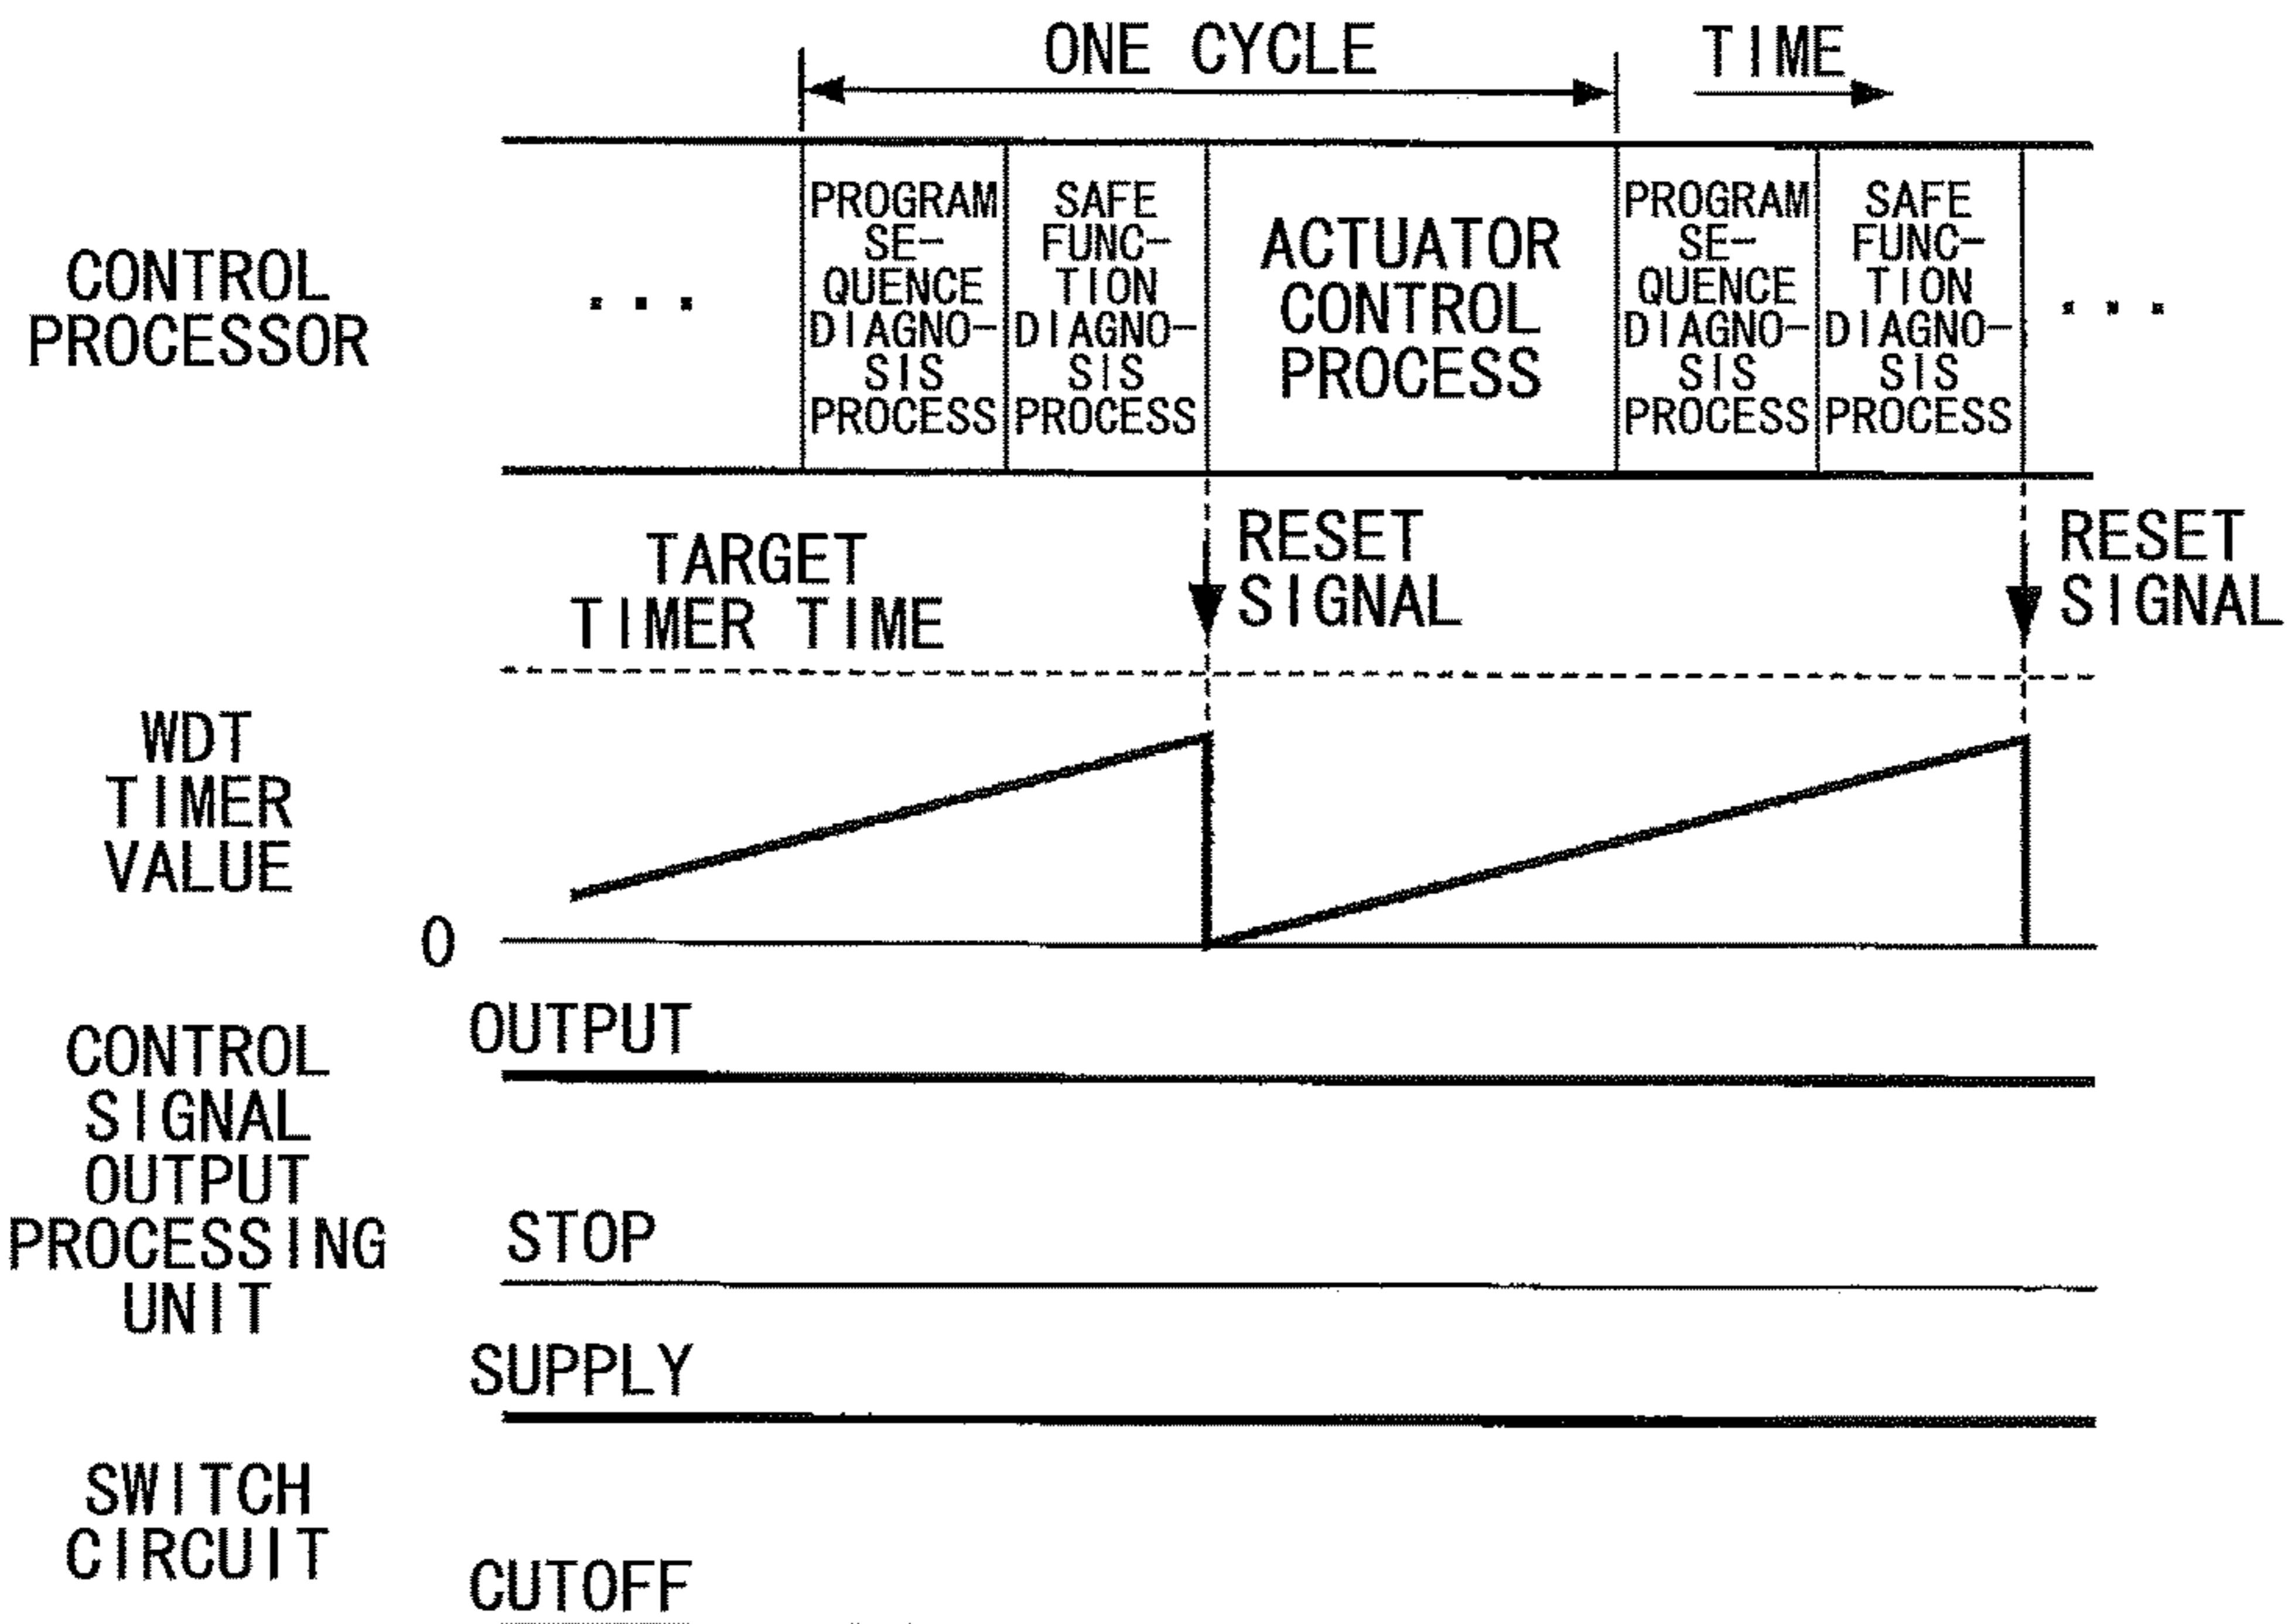 ONE CYCLE
TIME
CONTROL
PROCESSOR
...
PROGRAM
SE-
QUENCE
DIAGNO-
SIS
PROCESS
SAFE
FUNC-
TION
DIAGNO-
SIS
PROCESS
ACTUATOR
CONTROL
PROCESS
PROGRAM
SE-
QUENCE
DIAGNO-
SIS
PROCESS
SAFE
FUNC-
TION
DIAGNO-
SIS
PROCESS
...
TARGET
TIMER TIME
RESET
SIGNAL
RESET
SIGNAL
WDT
TIMER
VALUE
0
CONTROL
SIGNAL
OUTPUT
PROCESSING
UNIT
OUTPUT
STOP
SWITCH
CIRCUIT
SUPPLY
CUTOFF